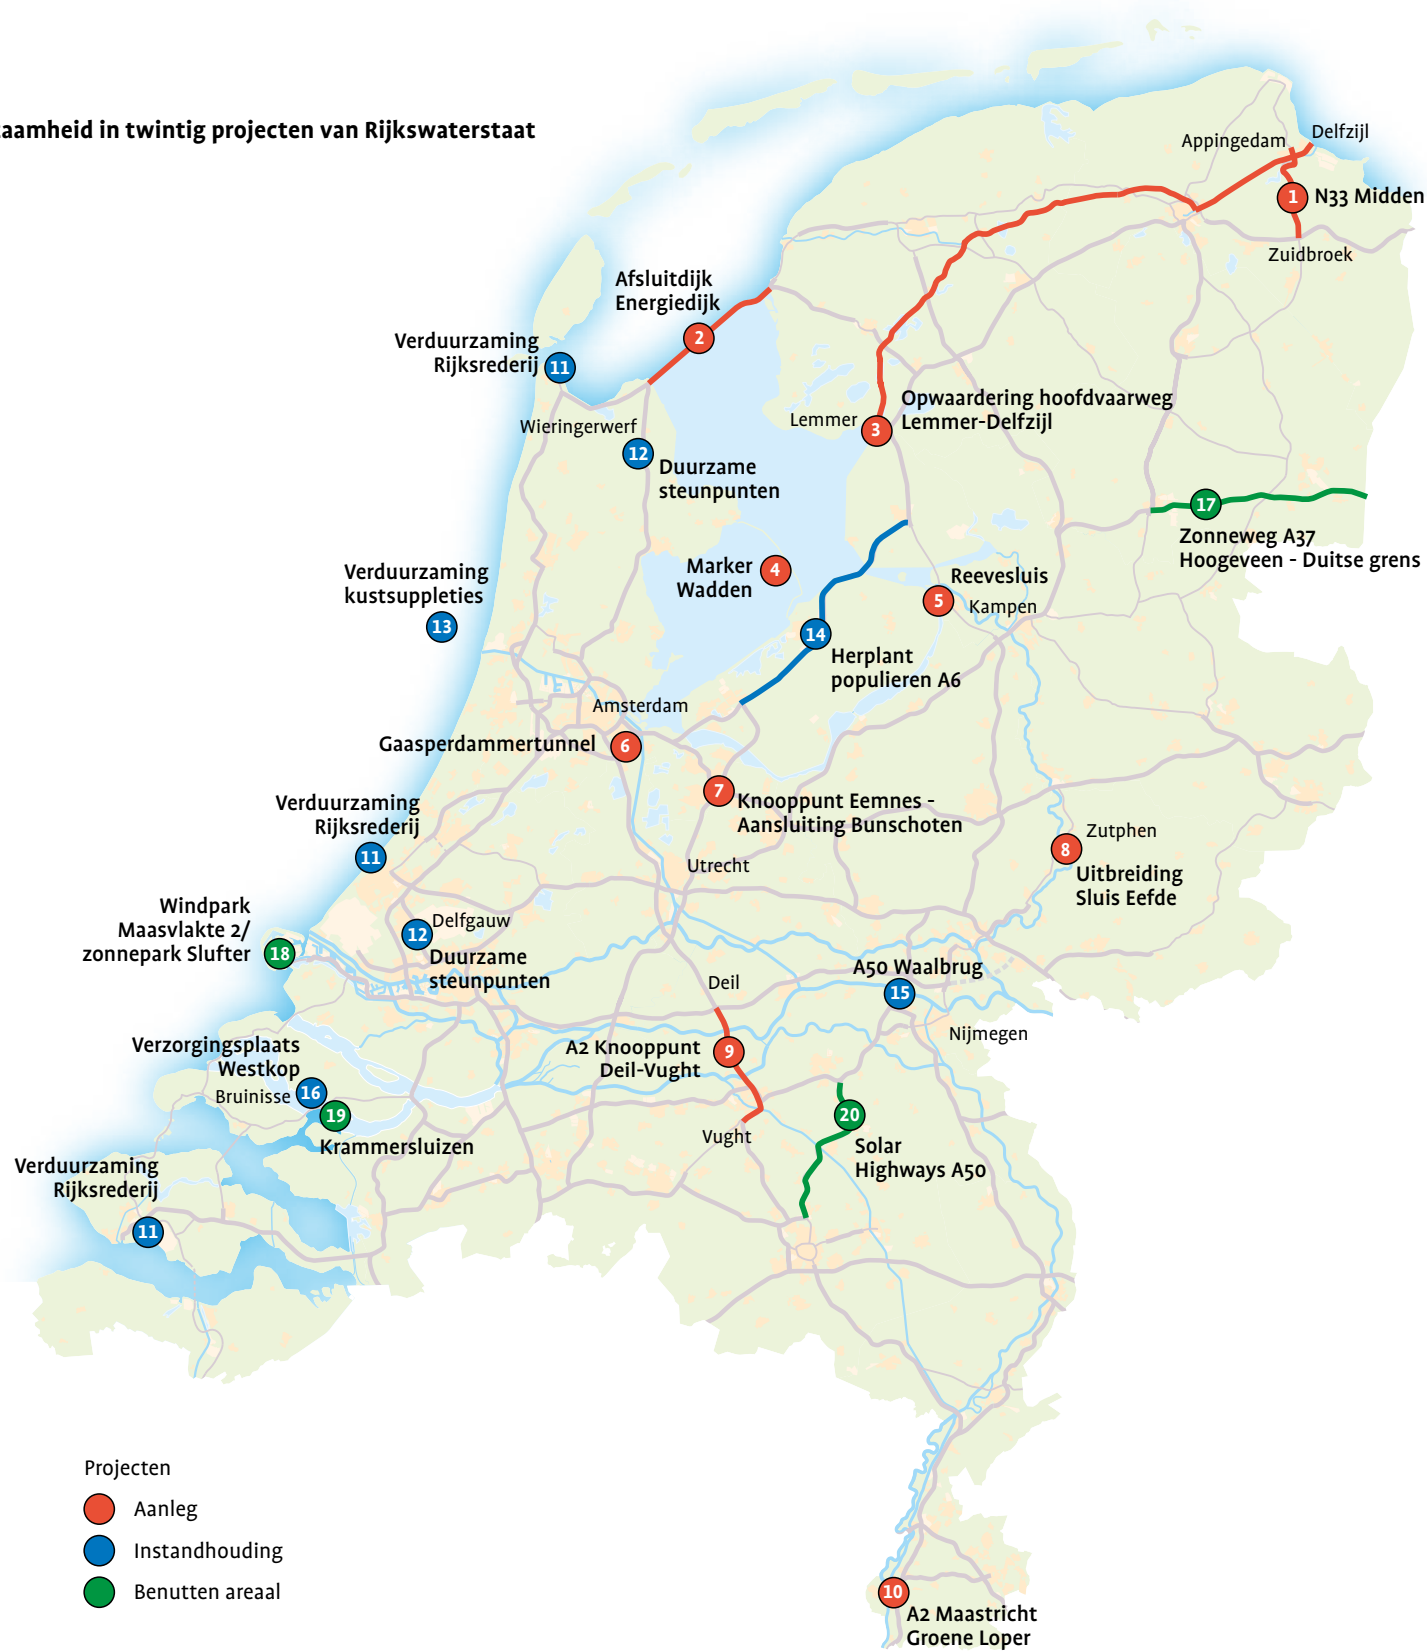 aamheid in twintig projecten van Rijkswaterstaat
Appingedam
Delfzijl
1
N33 Midden
Zuidbroek
Afsluitdijk
Energiedijk
2
Verduurzaming
Rijksrederij
11
Opwaardering hoofdvaarweg
Lemmer-Delfzijl
Lemmer
3
Wieringerwerf
12
Duurzame
steunpunten
17
Zonneweg A37
Hoogeveen - Duitse grens
Marker
Wadden
4
Reevesluis
5
Kampen
Verduurzaming
kustsuppleties
13
14
Herplant
populieren A6
Amsterdam
Gaasperdammertunnel
6
7
Knooppunt Eemnes -
Aansluiting Bunschoten
Verduurzaming
Rijksrederij
11
Zutphen
8
Uitbreiding
Sluis Eefde
Utrecht
Windpark
Maasvlakte 2/
zonnepark Slufter
18
Delfgauw
12
Duurzame
steunpunten
A50 Waalbrug
15
Deil
Nijmegen
A2 Knooppunt
Deil-Vught
9
Verzorgingsplaats
Westkop
Bruinisse
16
19
Krammersluizen
Vught
20
Solar
Highways A50
Verduurzaming
Rijksrederij
11
Projecten
Aanleg
Instandhouding
Benutten areaal
10
A2 Maastricht
Groene Loper